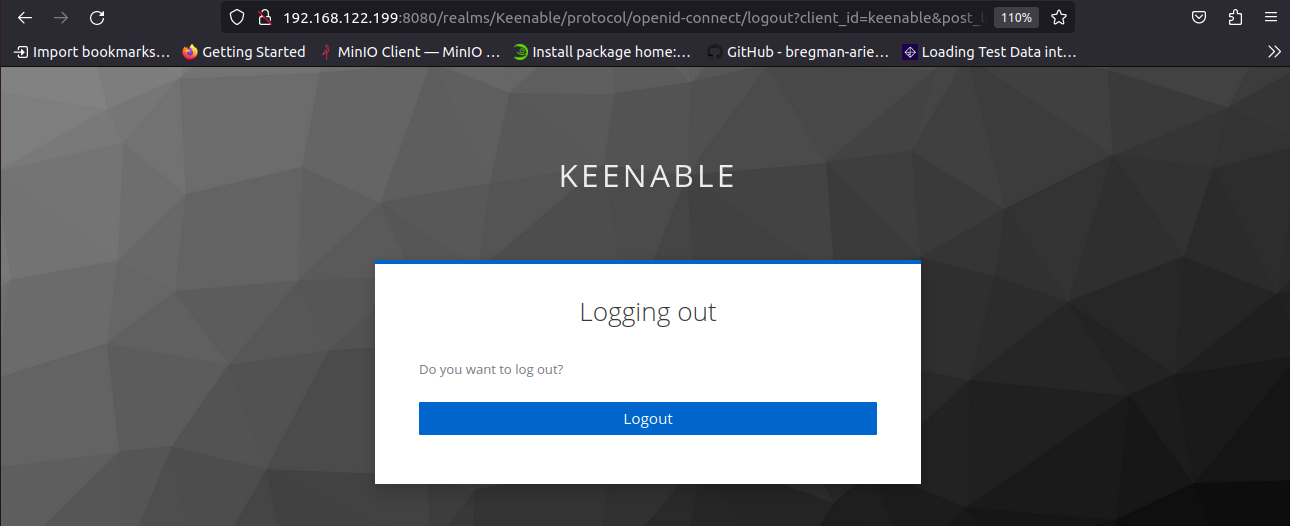 192.168.122.199:8080/realms/Keenable/protocol/openid-connect/logout?client_id=keenable&post_ 110%
Import bookmarks… Getting Started MinIO Client — MinIO … Install package home:… GitHub - bregman-arie… Loading Test Data int…
KEENABLE
Logging out
Do you want to log out?
Logout